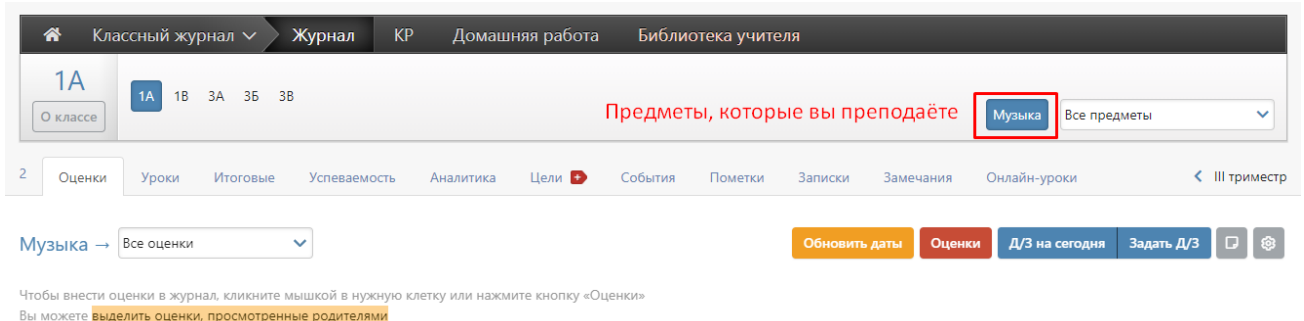 Классный журнал Журнал КР Домашняя работа Библиотека учителя
1А
О классе
1А 1В 3А 3Б 3В
Предметы, которые вы преподаёте
Музыка
Все предметы
2 Оценки Уроки Итоговые Успеваемость Аналитика Цели + События Пометки Записки Замечания Онлайн-уроки III триместр
Музыка → Все оценки
Обновить даты Оценки Д/З на сегодня Задать Д/З
Чтобы внести оценки в журнал, кликните мышкой в нужную клетку или нажмите кнопку «Оценки»
Вы можете выделить оценки, просмотренные родителями